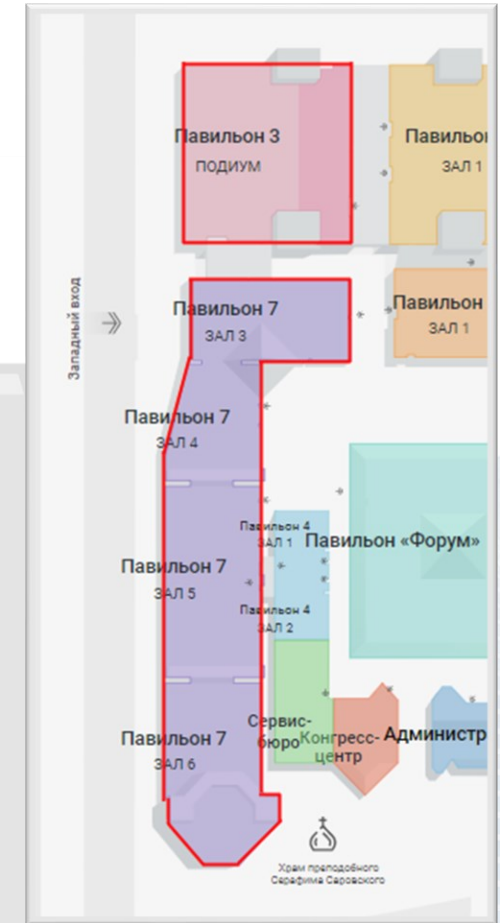 Павильон 3
ПОДИУМ
Павильо
ЗАЛ 1
Западный вход
Павильон 7
ЗАЛ 3
Павильон
ЗАЛ 1
Павильон 7
ЗАЛ 4
Павильон 4
ЗАЛ 1
Павильон «Форум»
Павильон 7
ЗАЛ 5
Павильон 4
ЗАЛ 2
Павильон 7
ЗАЛ 6
Сервис-
бюро
Конгресс-
центр
Администр
Храм преподобного
Серафима Саровского